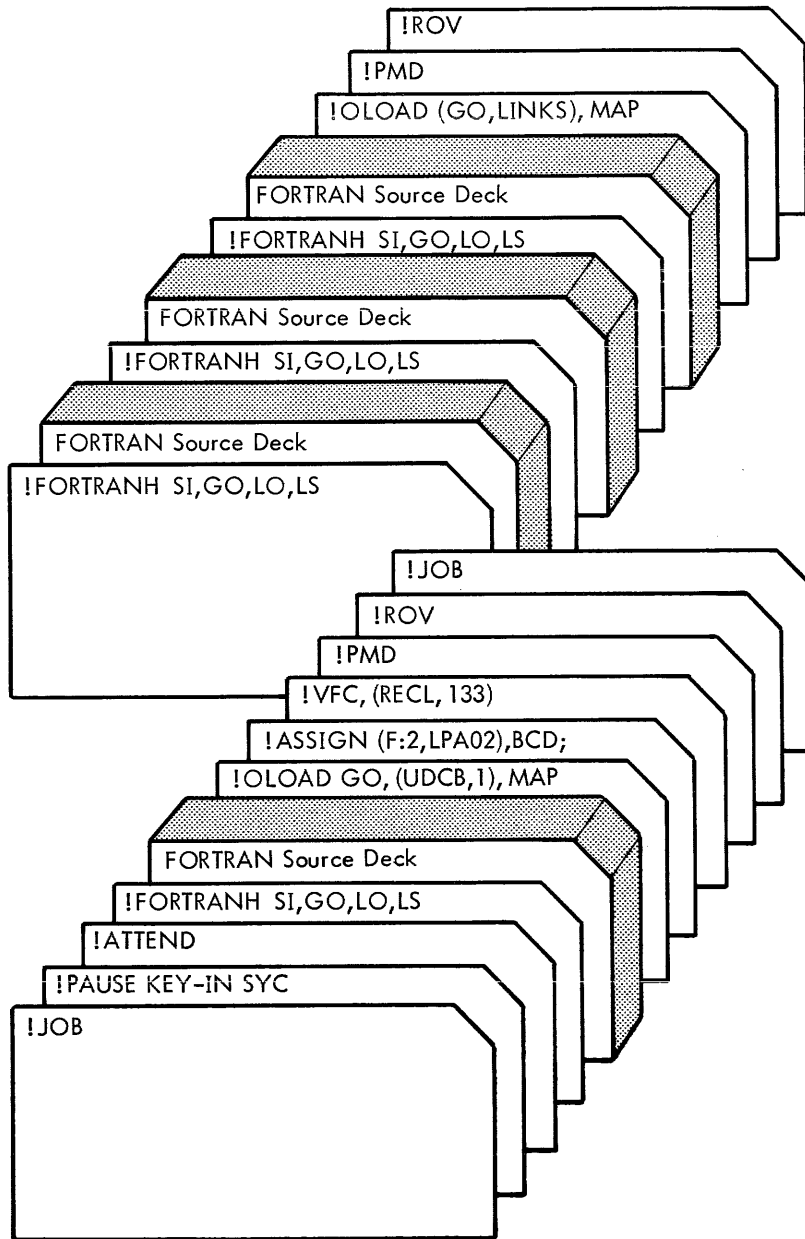 !ROV
!PMD
!OLOAD (GO,LINKS), MAP
FORTRAN Source Deck
!FORTRANH SI,GO,LO,LS
FORTRAN Source Deck
!FORTRANH SI,GO,LO,LS
FORTRAN Source Deck
!FORTRANH SI,GO,LO,LS
!JOB
!ROV
!PMD
!VFC, (RECL, 133)
!ASSIGN (F:2,LPA02),BCD;
!OLOAD GO, (UDCB,1), MAP
FORTRAN Source Deck
!FORTRANH SI,GO,LO,LS
!ATTEND
!PAUSE KEY-IN SYC
!JOB